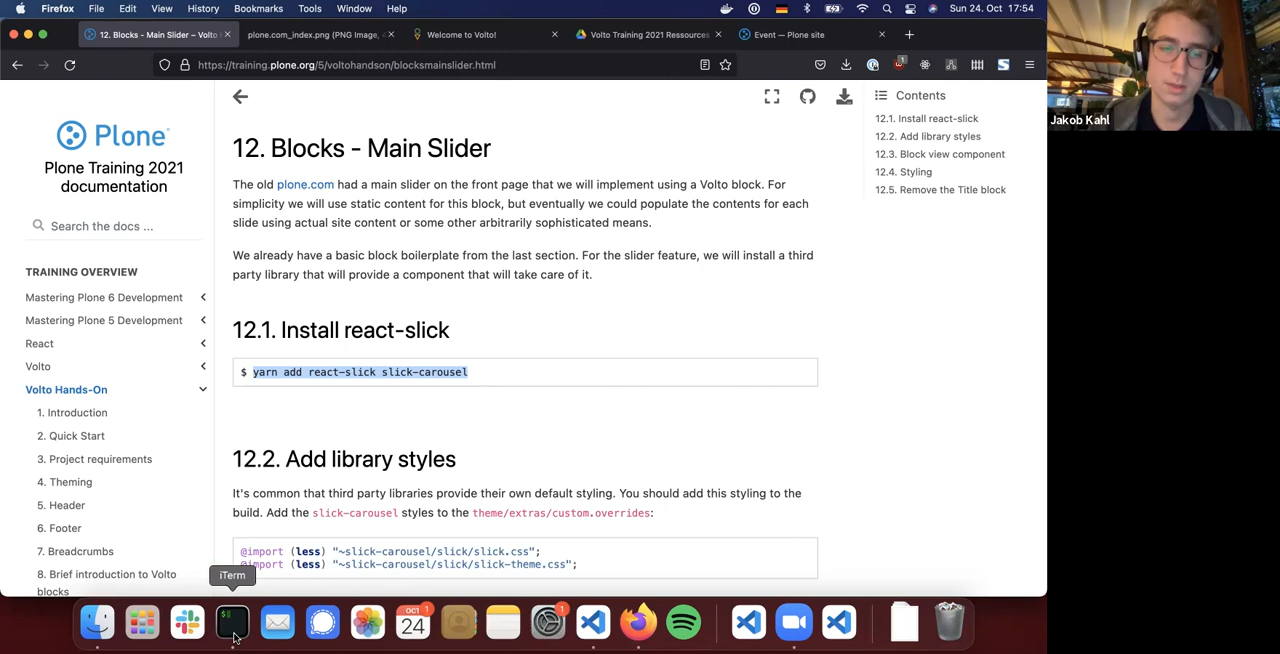 Firefox File Edit View History Bookmarks Tools Window Help Sun 24. Oct 17:54
12. Blocks - Main Slider – Volto
plone.com_index.png (PNG Image,
Welcome to Volto!
Volto Training 2021 Ressources
Event — Plone site
https://training.plone.org/5/voltohandson/blocksmainslider.html
Plone
Plone Training 2021
documentation
Search the docs ...
TRAINING OVERVIEW
Mastering Plone 6 Development
Mastering Plone 5 Development
React
Volto
Volto Hands-On
1. Introduction
2. Quick Start
3. Project requirements
4. Theming
5. Header
6. Footer
7. Breadcrumbs
8. Brief introduction to Volto
blocks
12. Blocks - Main Slider
The old plone.com had a main slider on the front page that we will implement using a Volto block. For
simplicity we will use static content for this block, but eventually we could populate the contents for each
slide using actual site content or some other arbitrarily sophisticated means.
We already have a basic block boilerplate from the last section. For the slider feature, we will install a third
party library that will provide a component that will take care of it.
12.1. Install react-slick
$ yarn add react-slick slick-carousel
12.2. Add library styles
It's common that third party libraries provide their own default styling. You should add this styling to the
build. Add the slick-carousel styles to the theme/extras/custom.overrides:
@import (less) "~slick-carousel/slick/slick.css";
@import (less) "~slick-carousel/slick/slick-theme.css";
Contents
12.1. Install react-slick
12.2. Add library styles
12.3. Block view component
12.4. Styling
12.5. Remove the Title block
iTerm
OCT 1
24
1
Jakob Kahl